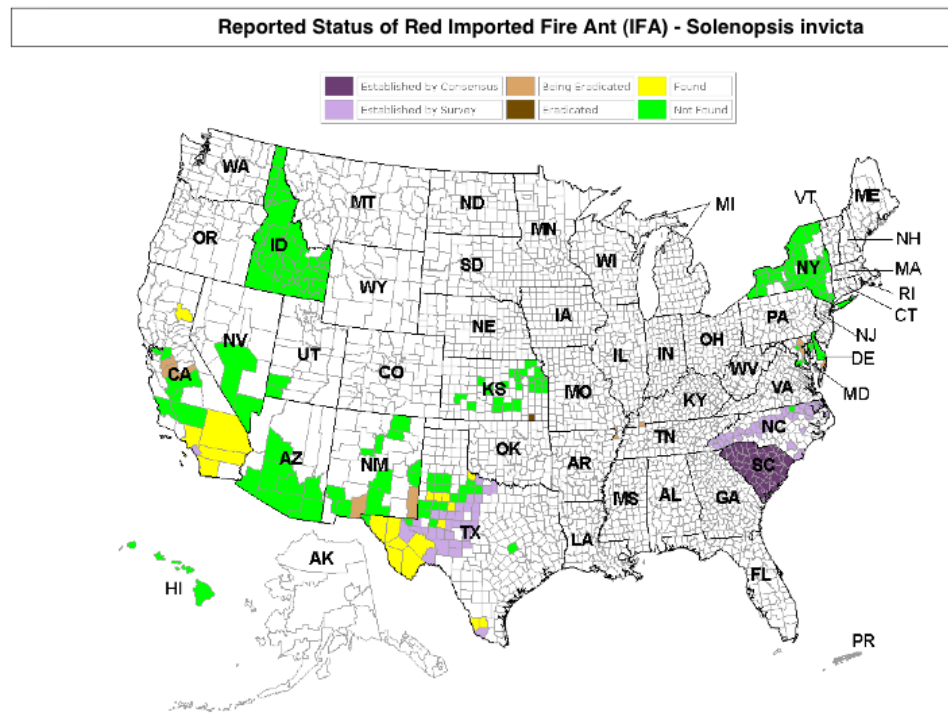 Reported Status of Red Imported Fire Ant (IFA) - Solenopsis invicta
Established by Consensus Being Eradicated Found
Established by Survey Eradicated Not Found
WA
MT
ND
MN
MI
VT
ME
OR
ID
SD
WI
NY
NH
MA
RI
CT
WY
NE
IA
PA
NJ
NV
UT
CO
IL
IN
OH
DE
CA
KS
MO
WV
VA
MD
KY
AZ
NM
OK
AR
TN
NC
SC
TX
LA
MS
AL
GA
AK
HI
FL
PR